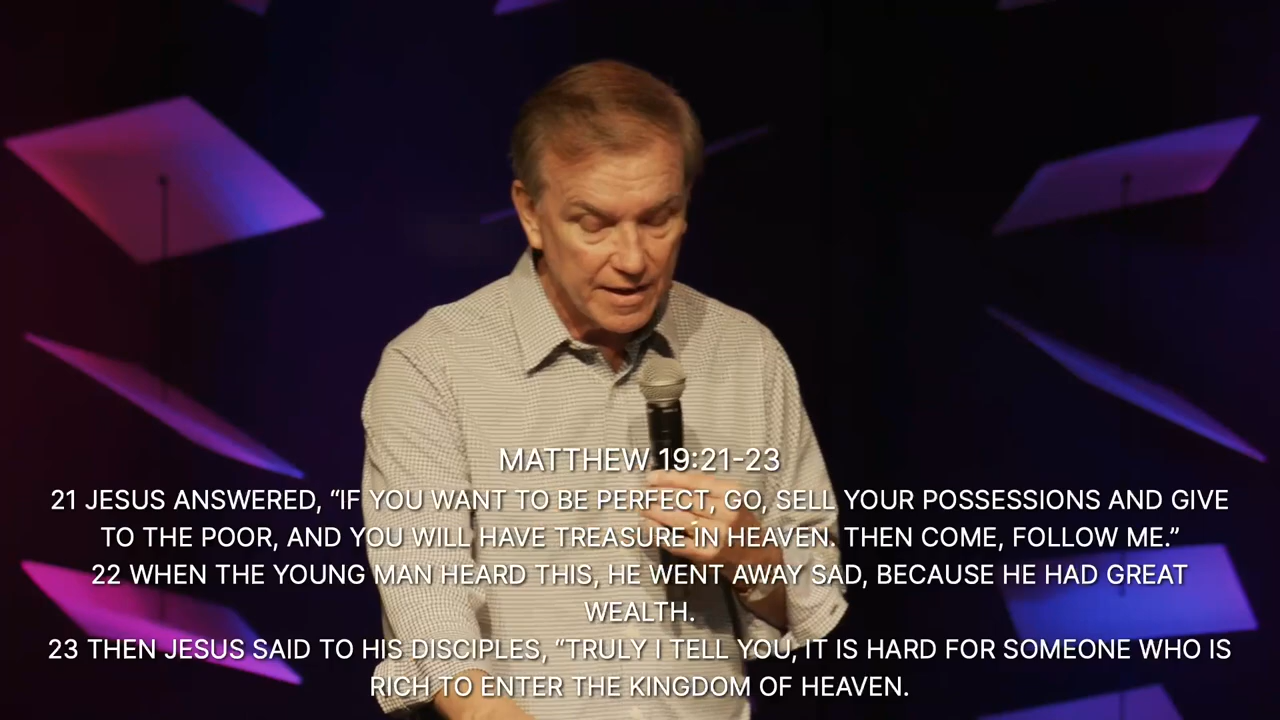 MATTHEW 19:21-23
21 JESUS ANSWERED, “IF YOU WANT TO BE PERFECT, GO, SELL YOUR POSSESSIONS AND GIVE
TO THE POOR, AND YOU WILL HAVE TREASURE IN HEAVEN. THEN COME, FOLLOW ME.”
22 WHEN THE YOUNG MAN HEARD THIS, HE WENT AWAY SAD, BECAUSE HE HAD GREAT
WEALTH.
23 THEN JESUS SAID TO HIS DISCIPLES, “TRULY I TELL YOU, IT IS HARD FOR SOMEONE WHO IS
RICH TO ENTER THE KINGDOM OF HEAVEN.